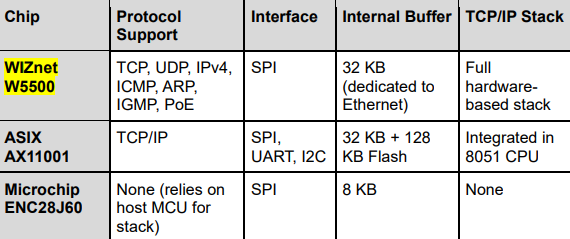 Chip Protocol Support Interface Internal Buffer TCP/IP Stack
WIZnet W5500 TCP, UDP, IPv4, ICMP, ARP, IGMP, PoE SPI 32 KB (dedicated to Ethernet) Full hardware-based stack
ASIX AX11001 TCP/IP SPI, UART, I2C 32 KB + 128 KB Flash Integrated in 8051 CPU
Microchip ENC28J60 None (relies on host MCU for stack) SPI 8 KB None